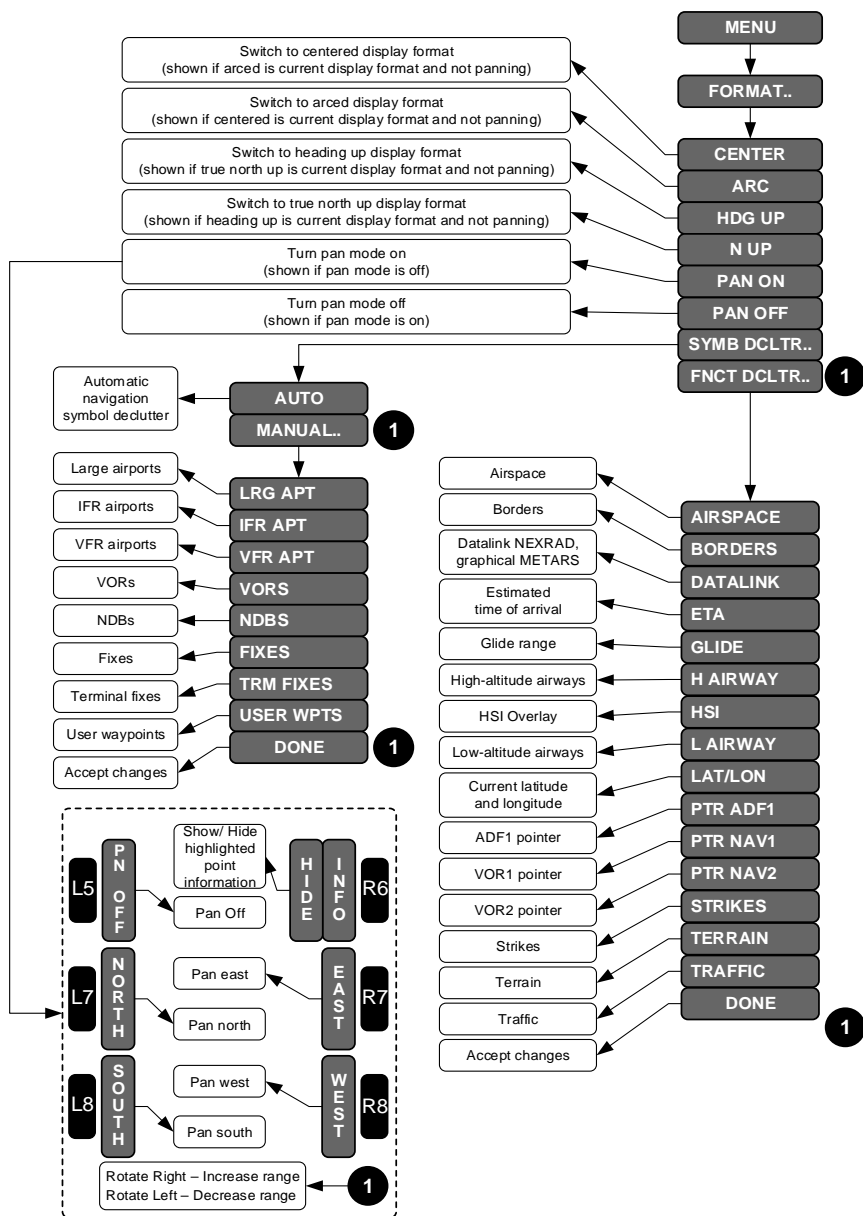 MENU
FORMAT..
Switch to centered display format
(shown if arced is current display format and not panning)
Switch to arced display format
(shown if centered is current display format and not panning)
Switch to heading up display format
(shown if true north up is current display format and not panning)
Switch to true north up display format
(shown if heading up is current display format and not panning)
Turn pan mode on
(shown if pan mode is off)
Turn pan mode off
(shown if pan mode is on)
CENTER
ARC
HDG UP
N UP
PAN ON
PAN OFF
SYMB DCLTR..
FNCT DCLTR..
1
Automatic
navigation
symbol declutter
AUTO
MANUAL..
1
Large airports
IFR airports
VFR airports
VORs
NDBs
Fixes
Terminal fixes
User waypoints
Accept changes
LRG APT
IFR APT
VFR APT
VORS
NDBS
FIXES
TRM FIXES
USER WPTS
DONE
1
Airspace
Borders
Datalink NEXRAD,
graphical METARS
Estimated
time of arrival
Glide range
High-altitude airways
HSI Overlay
Low-altitude airways
Current latitude
and longitude
ADF1 pointer
VOR1 pointer
VOR2 pointer
Strikes
Terrain
Traffic
Accept changes
AIRSPACE
BORDERS
DATALINK
ETA
GLIDE
H AIRWAY
HSI
L AIRWAY
LAT/LON
PTR ADF1
PTR NAV1
PTR NAV2
STRIKES
TERRAIN
TRAFFIC
DONE
1
L5
PN OFF
Pan Off
Show/ Hide
highlighted
point
information
HIDE
INFO
R6
L7
NORTH
Pan east
Pan north
EAST
R7
L8
SOUTH
Pan west
Pan south
WEST
R8
Rotate Right – Increase range
Rotate Left – Decrease range
1